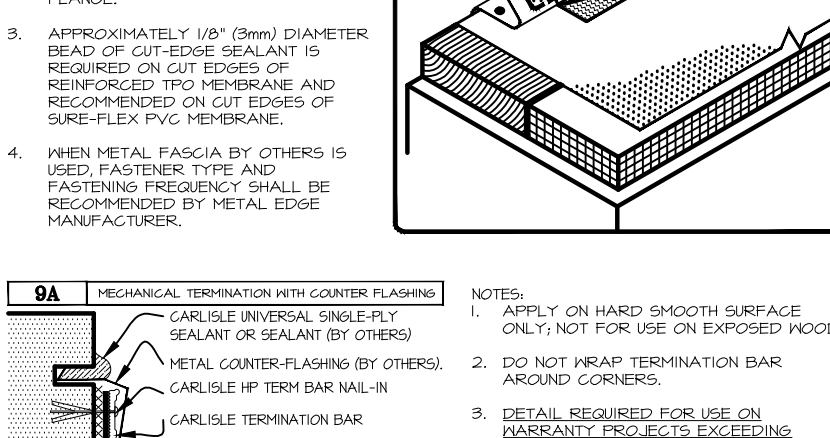 FLANGE.
3. APPROXIMATELY 1/8" (3mm) DIAMETER
BEAD OF CUT-EDGE SEALANT IS
REQUIRED ON CUT EDGES OF
REINFORCED TPO MEMBRANE AND
RECOMMENDED ON CUT EDGES OF
SURE-FLEX PVC MEMBRANE.
4. WHEN METAL FASCIA BY OTHERS IS
USED, FASTENER TYPE AND
FASTENING FREQUENCY SHALL BE
RECOMMENDED BY METAL EDGE
MANUFACTURER.
9A MECHANICAL TERMINATION WITH COUNTER FLASHING
CARLISLE UNIVERSAL SINGLE-PLY
SEALANT OR SEALANT (BY OTHERS)
METAL COUNTER-FLASHING (BY OTHERS).
CARLISLE HP TERM BAR NAIL-IN
CARLISLE TERMINATION BAR
NOTES:
1. APPLY ON HARD SMOOTH SURFACE
ONLY; NOT FOR USE ON EXPOSED WOOD
2. DO NOT WRAP TERMINATION BAR
AROUND CORNERS.
3. DETAIL REQUIRED FOR USE ON
WARRANTY PROJECTS EXCEEDING